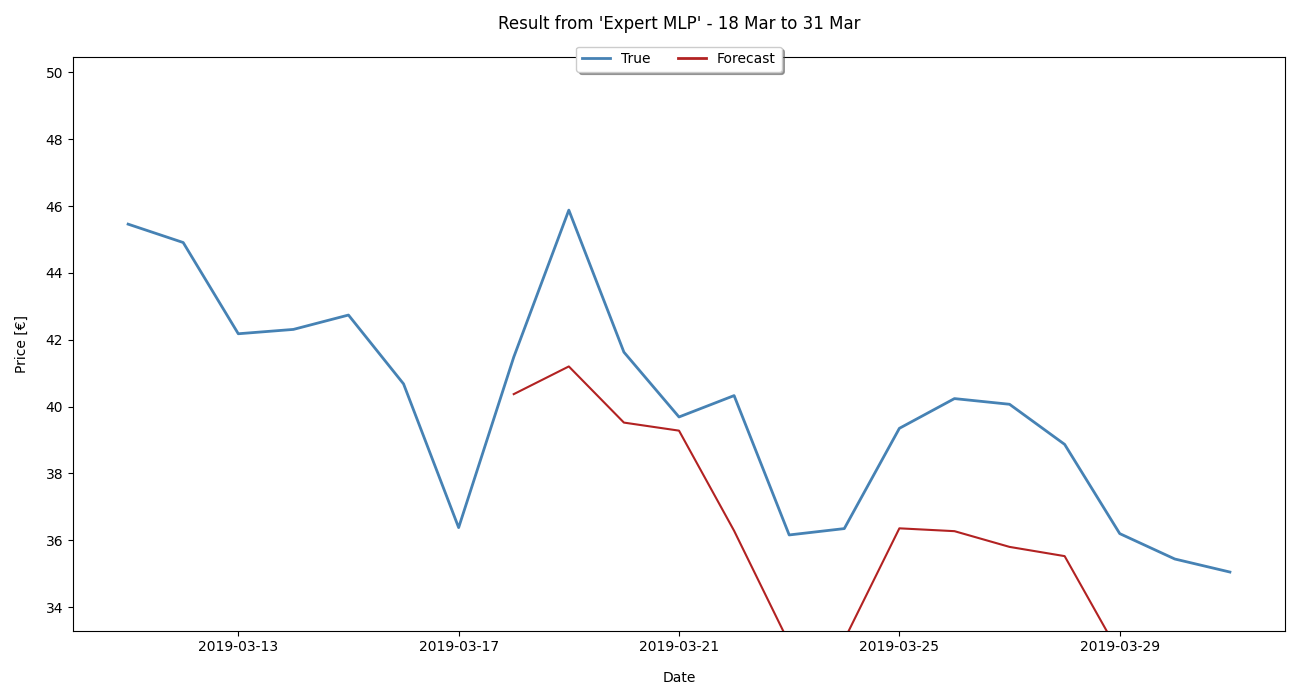 Result from 'Expert MLP' - 18 Mar to 31 Mar
True Forecast
50
48
46
44
42
40
38
36
34
Price [€]
2019-03-13 2019-03-17 2019-03-21 2019-03-25 2019-03-29
Date